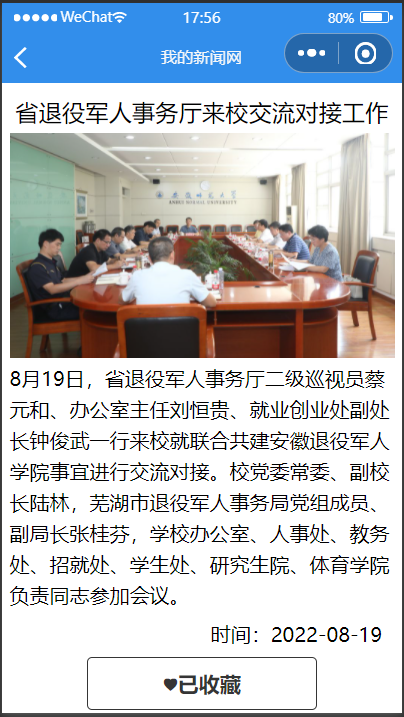 WeChat 17:56 80%
我的新闻网
省退役军人事务厅来校交流对接工作
安徽师范大学
ANHUI NORMAL UNIVERSITY
8月19日，省退役军人事务厅二级巡视员蔡
元和、办公室主任刘恒贵、就业创业处副处
长钟俊武一行来校就联合共建安徽退役军人
学院事宜进行交流对接。校党委常委、副校
长陆林，芜湖市退役军人事务局党组成员、
副局长张桂芬，学校办公室、人事处、教务
处、招就处、学生处、研究生院、体育学院
负责同志参加会议。
时间：2022-08-19
已收藏